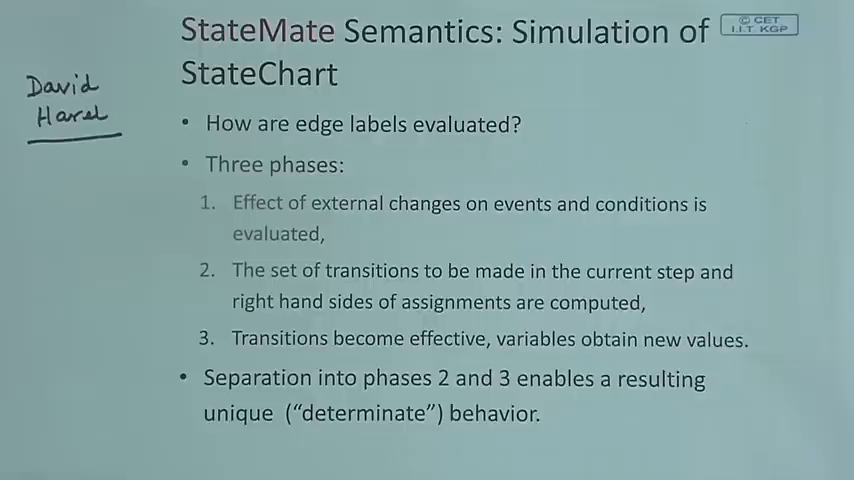 StateMate Semantics: Simulation of
StateChart
© CET
I.I.T. KGP
David
Harel
• How are edge labels evaluated?
• Three phases:
1. Effect of external changes on events and conditions is
evaluated,
2. The set of transitions to be made in the current step and
right hand sides of assignments are computed,
3. Transitions become effective, variables obtain new values.
• Separation into phases 2 and 3 enables a resulting
unique (“determinate”) behavior.